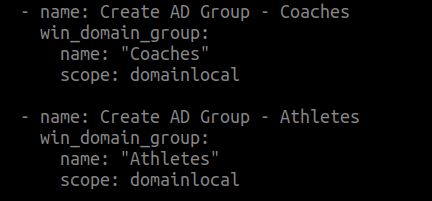 - name: Create AD Group - Coaches
  win_domain_group:
    name: "Coaches"
    scope: domainlocal

- name: Create AD Group - Athletes
  win_domain_group:
    name: "Athletes"
    scope: domainlocal